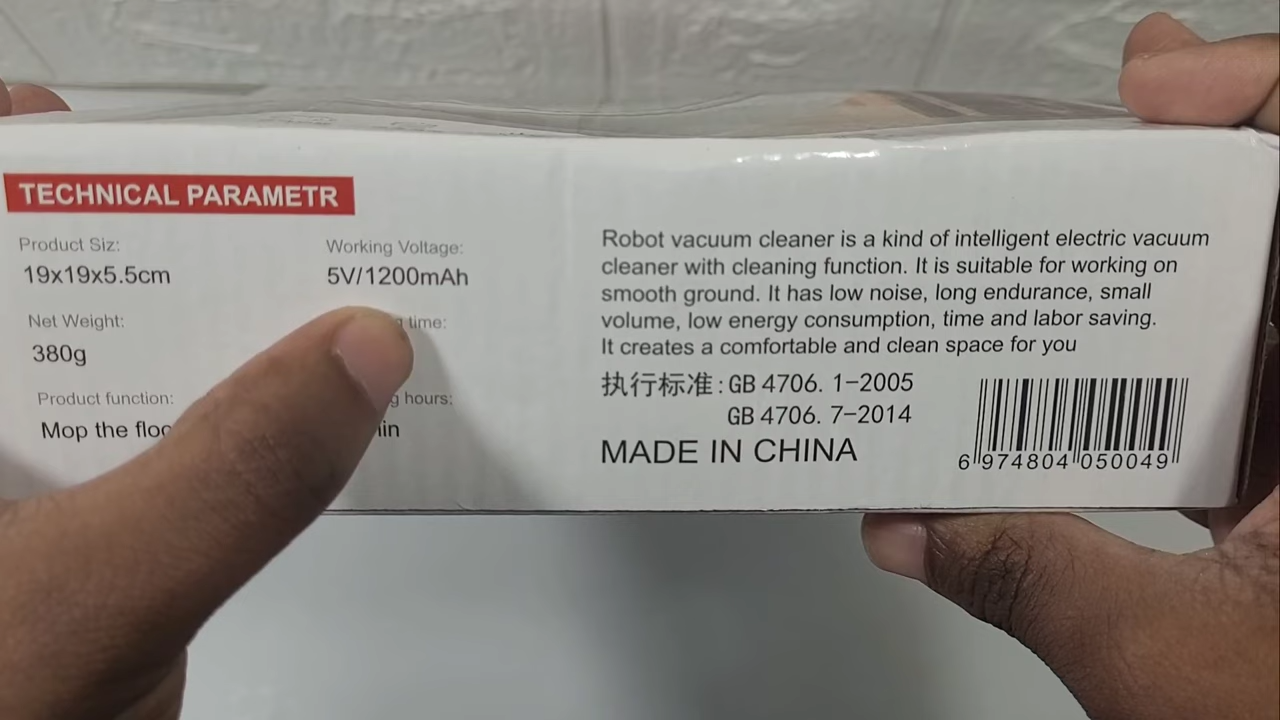 TECHNICAL PARAMETR
Product Siz:
19x19x5.5cm
Working Voltage:
5V/1200mAh
Net Weight:
380g
time:
Product function:
Mop the
hours:
Robot vacuum cleaner is a kind of intelligent electric vacuum
cleaner with cleaning function. It is suitable for working on
smooth ground. It has low noise, long endurance, small
volume, low energy consumption, time and labor saving.
It creates a comfortable and clean space for you
执行标准:GB 4706. 1-2005
GB 4706. 7-2014
MADE IN CHINA
6 974804 050049